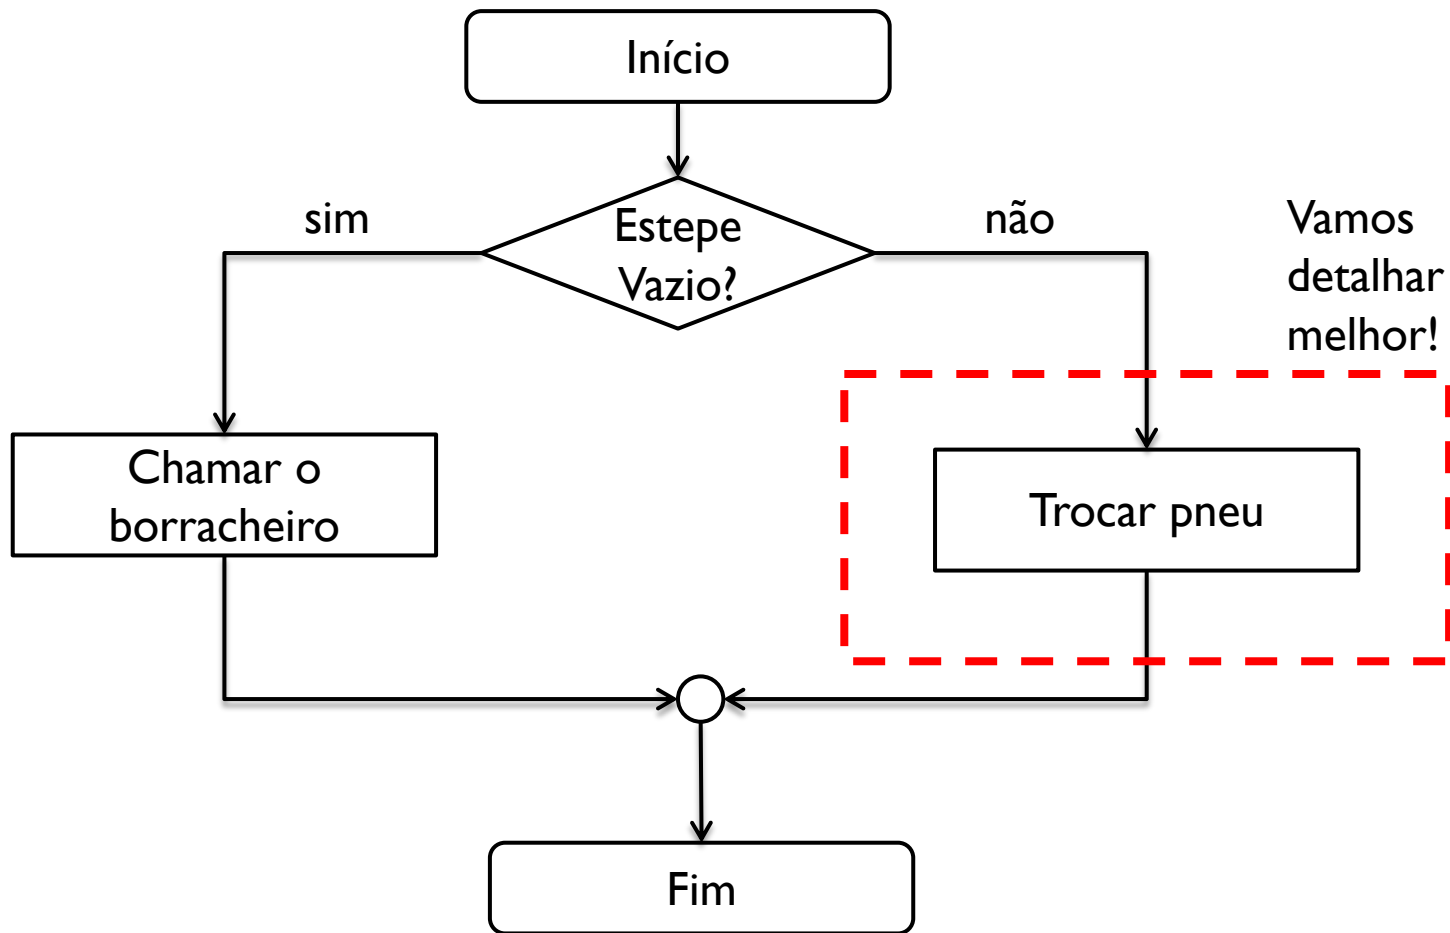 Início
sim
Estepe
Vazio?
não
Vamos
detalhar
melhor!
Chamar o
borracheiro
Trocar pneu
Fim